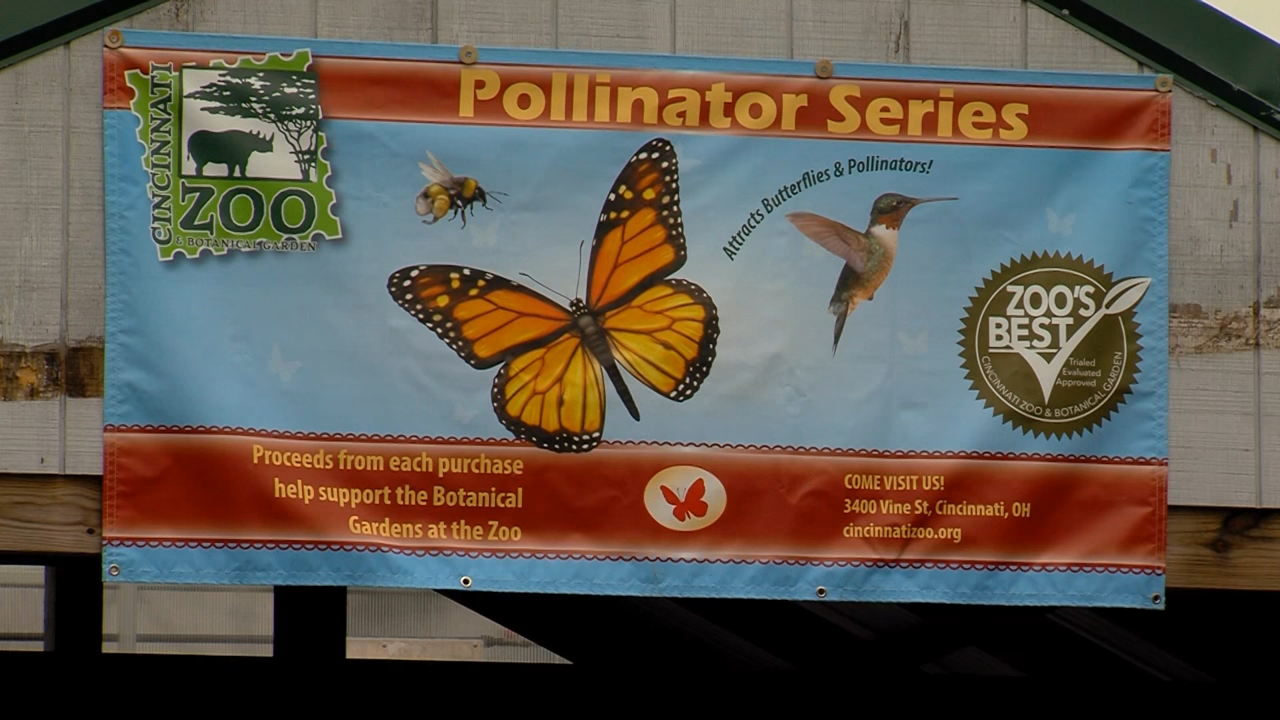 Pollinator Series
CINCINNATI
ZOO
& BOTANICAL GARDEN
Attracts Butterflies & Pollinators!
ZOO'S
BEST
Trialed
Evaluated
Approved
CINCINNATI ZOO & BOTANICAL GARDEN
Proceeds from each purchase
help support the Botanical
Gardens at the Zoo
COME VISIT US!
3400 Vine St, Cincinnati, OH
cincinnatizoo.org